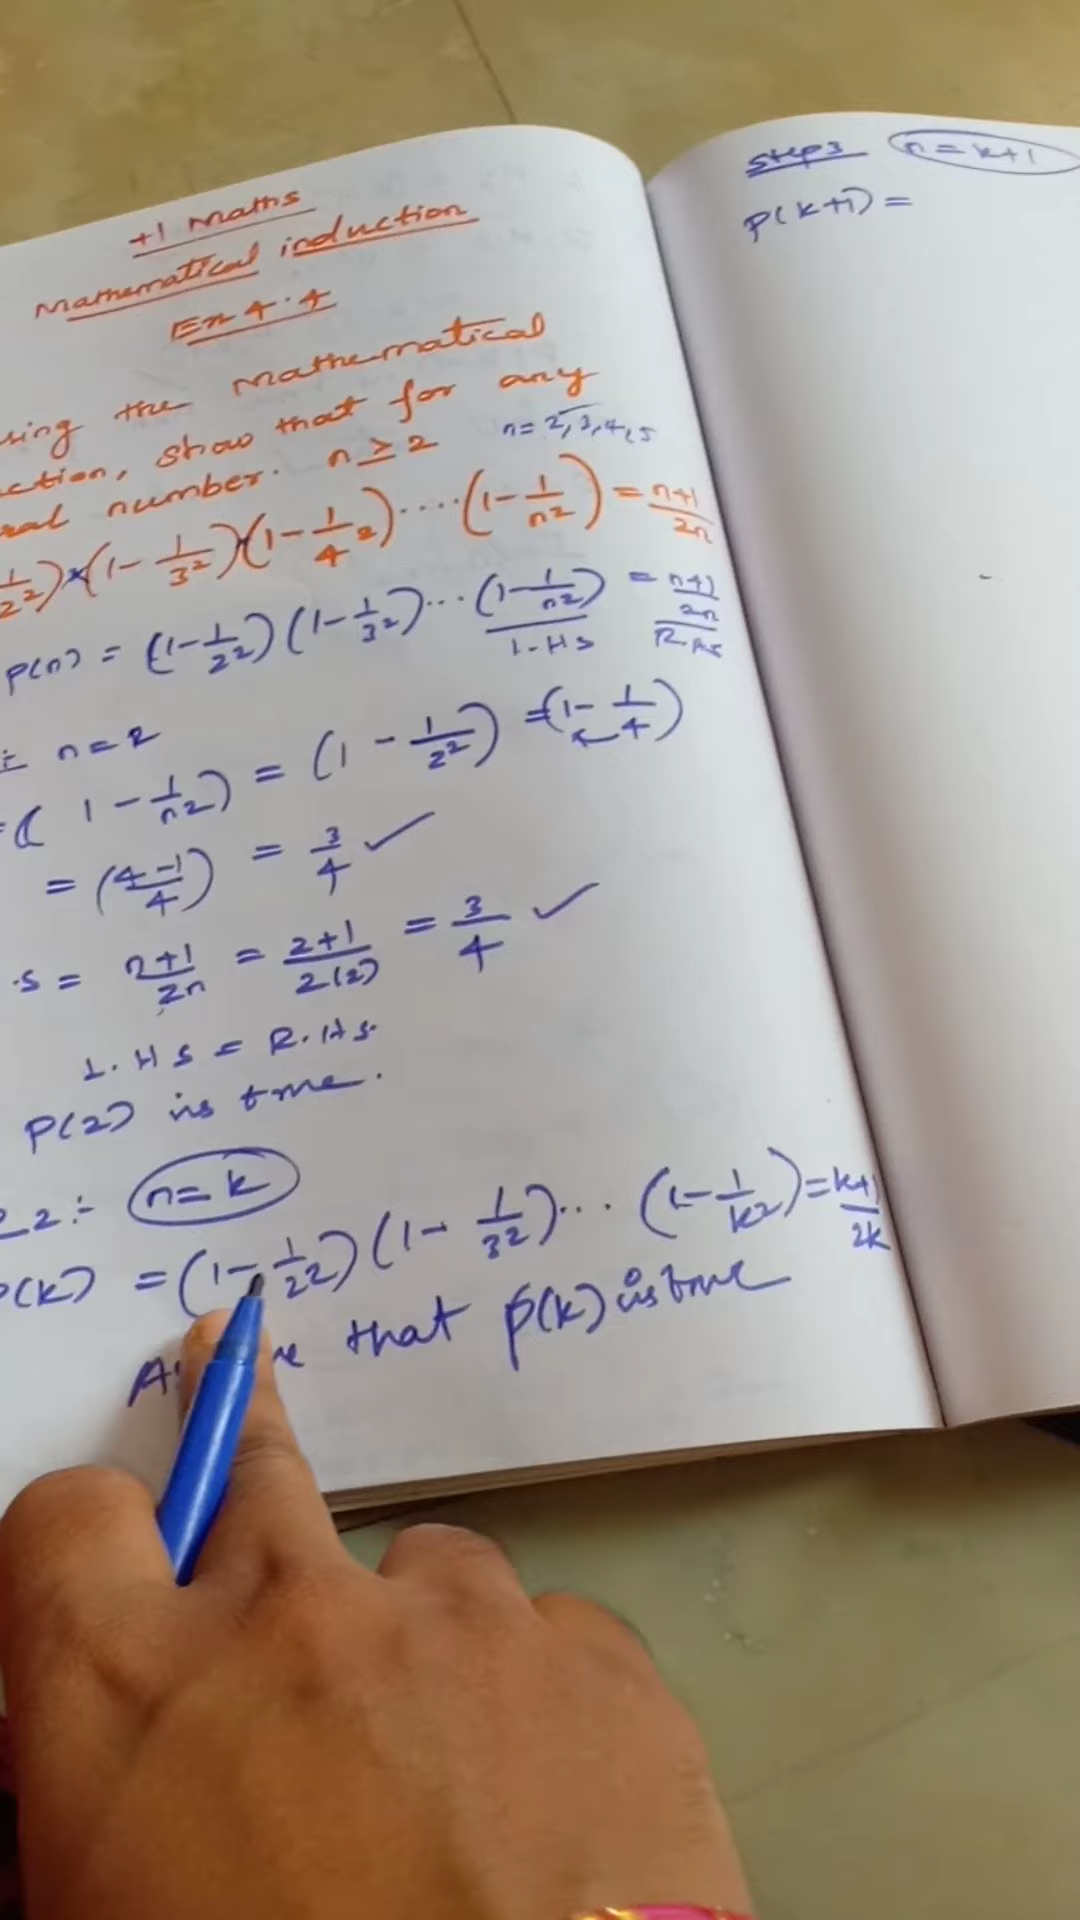 +1 Maths
Mathematical induction
Ex 4.4
the Mathematical
show that for any
number. n ≥ 2 n = 2, 3, 4, 5
(1 - 1/3²) (1 - 1/4²) .... (1 - 1/n²) = n+1/2n
P(n) = (1 - 1/2²) (1 - 1/3²) ... (1 - 1/n²) = n+1/2n
L.H.S R.H.S
n = 2
= ( 1 - 1/n²) = (1 - 1/2²) = (1 - 1/4)
= (4-1/4) = 3/4 ✓
.S = n+1/2n = 2+1/2(2) = 3/4 ✓
L.H.S = R.H.S.
P(2) is true.
2 :- n = k
P(k) = (1 - 1/2²) (1 - 1/3²) ... (1 - 1/k²) = k+1/2k
that P(k) is true
Step 3 n = k+1
P(k+1) =